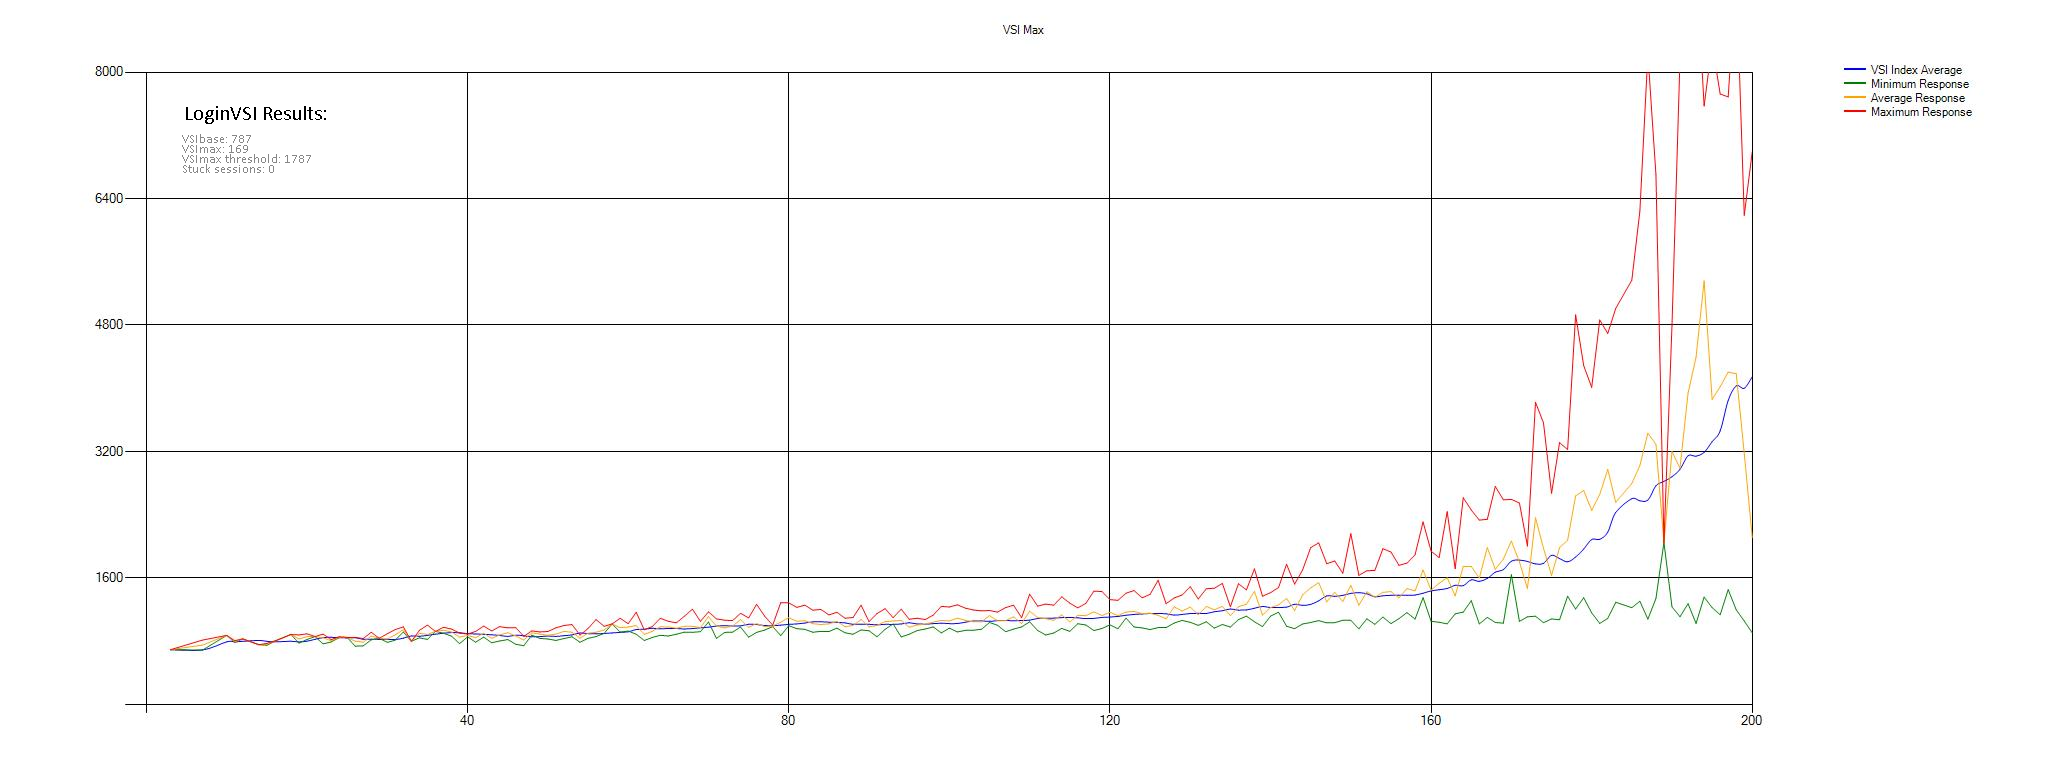 VSI Max
8000
6400
4800
3200
1600
40
80
120
160
200
LoginVSI Results:
VSIbase: 787
VSImax: 169
VSImax threshold: 1787
Stuck sessions: 0
VSI Index Average
Minimum Response
Average Response
Maximum Response